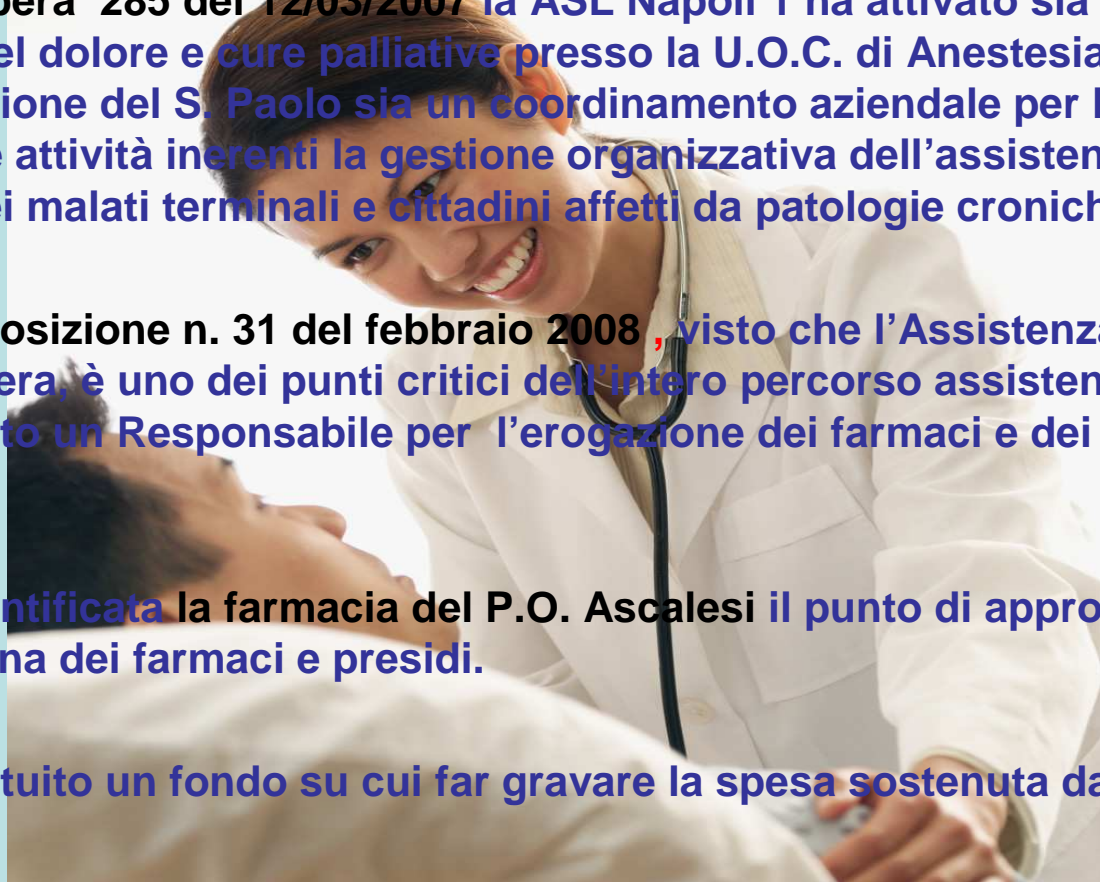 pera 285 del 12/03/2007 la ASL Napoli 1 ha attivato sia
el dolore e cure palliative presso la U.O.C. di Anestesia
ione del S. Paolo sia un coordinamento aziendale per l
e attività inerenti la gestione organizzativa dell’assisten
ei malati terminali e cittadini affetti da patologie cronich
osizione n. 31 del febbraio 2008 , visto che l’Assistenza
era, è uno dei punti critici dell’intero percorso assisten
to un Responsabile per l’erogazione dei farmaci e dei
ntificata la farmacia del P.O. Ascalesi il punto di appro
na dei farmaci e presidi.
tuito un fondo su cui far gravare la spesa sostenuta da